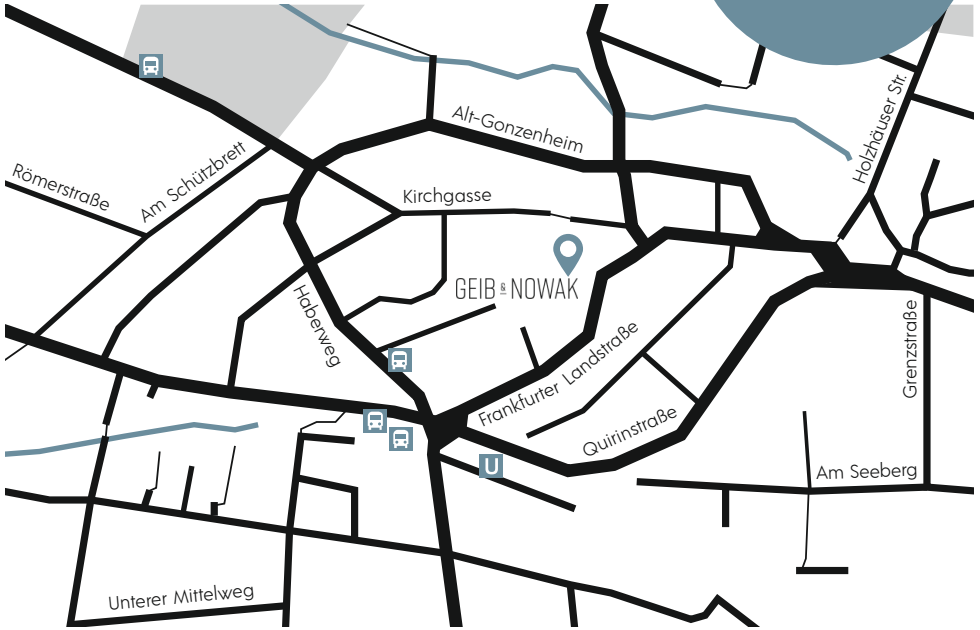 Holzhäuser Str.
Alt-Gonzenheim
Am Schützbrett
Römerstraße
Kirchgasse
GEIB & NOWAK
Haberweg
Frankfurter Landstraße
Grenzstraße
Quirinstraße
U
Am Seeberg
Unterer Mittelweg